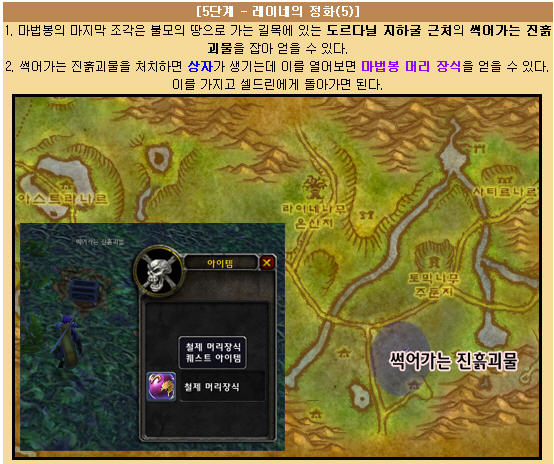 [5단계 - 레이네의 정화(5)]
1. 마법봉의 마지막 조각은 불모의 땅으로 가는 길목에 있는 도르다닐 지하굴 근쳐의 썩어가는 진흙
괴물을 잡아 얻을 수 있다.
2. 썩어가는 진흙괴물을 처치하면 상자가 생기는데 이를 열어보면 마법봉 머리 장식을 얻을 수 있다.
이를 가지고 셀드린에게 돌아가면 된다.
아스트라나르
라이네나무
은신처
사티르나르
토막나무
주둔지
썩어가는 진흙괴물
썩어가는 진흙괴물
아이템
철제 머리장식
퀘스트 아이템
철제 머리장식